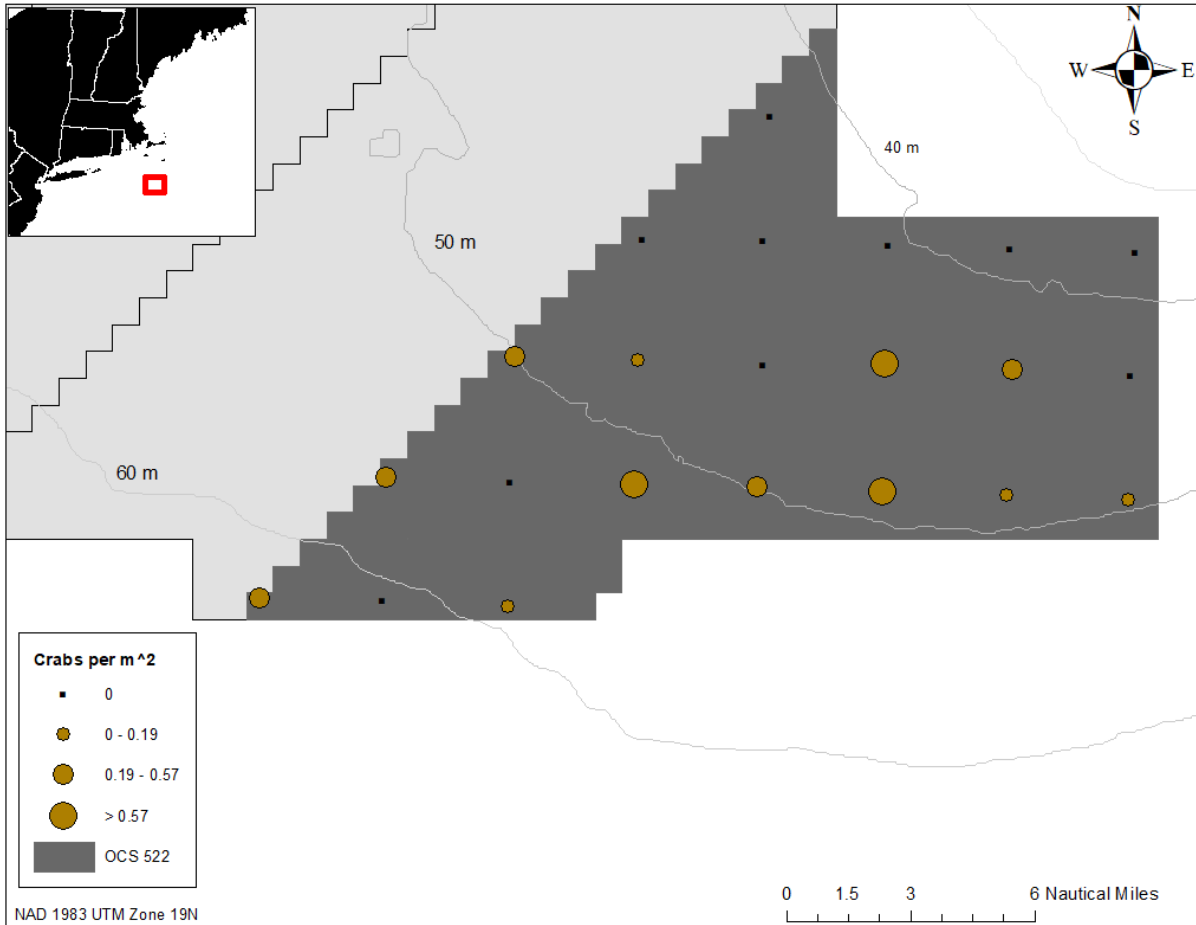 N
W E
S
40 m
50 m
60 m
Crabs per m^2
0
0 - 0.19
0.19 - 0.57
> 0.57
OCS 522
NAD 1983 UTM Zone 19N
0 1.5 3 6 Nautical Miles